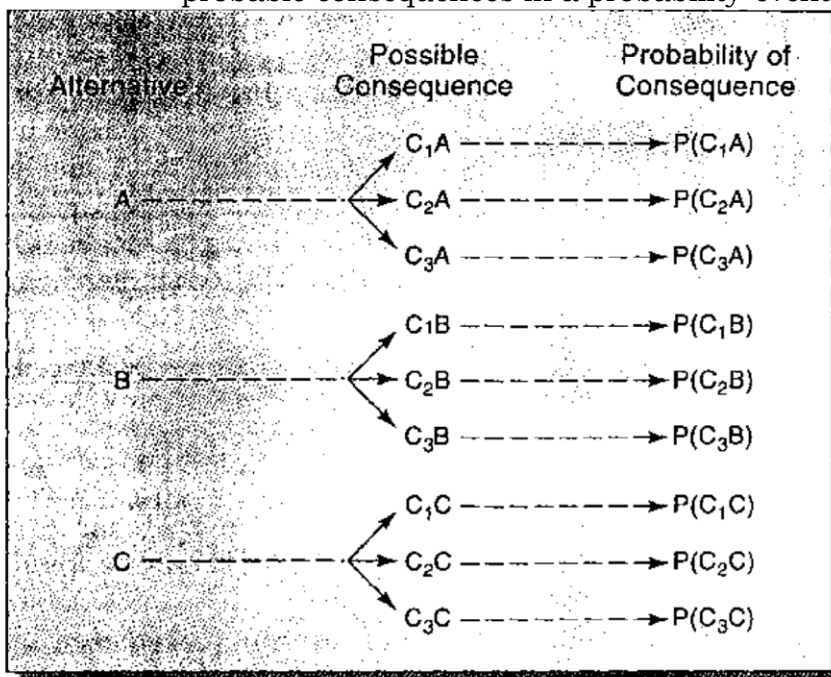 probable consequences in a probability event
Possible Probability of
Alternative Consequence Consequence
C₁A P(C₁A)
A C₂A P(C₂A)
C₃A P(C₃A)
C₁B P(C₁B)
B C₂B P(C₂B)
C₃B P(C₃B)
C₁C P(C₁C)
C C₂C P(C₂C)
C₃C P(C₃C)